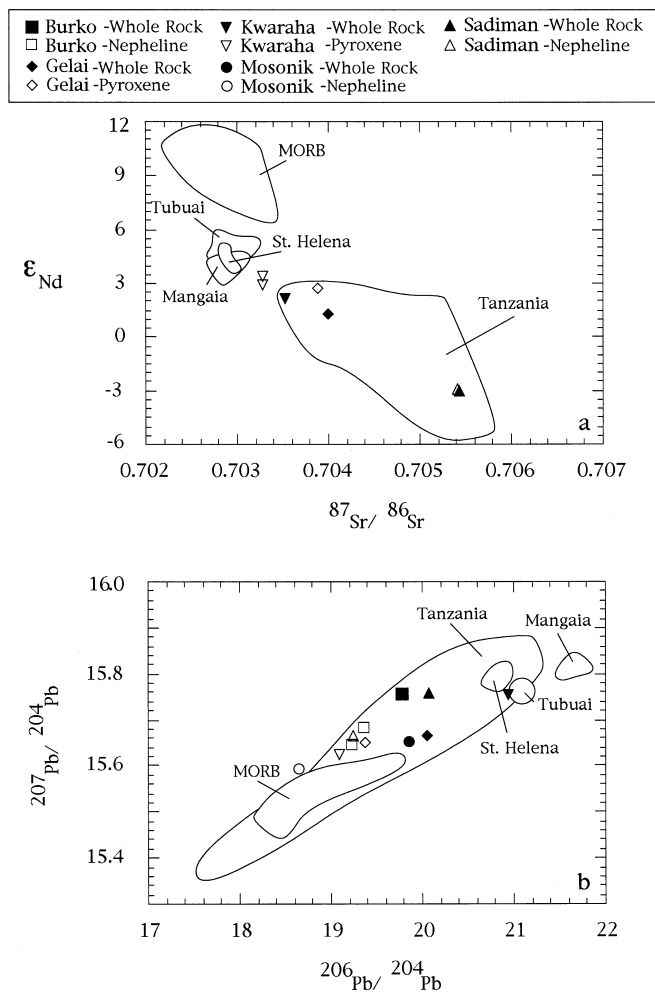 ■ Burko -Whole Rock ▼ Kwaraha -Whole Rock ▲ Sadiman -Whole Rock
□ Burko -Nepheline ▽ Kwaraha -Pyroxene △ Sadiman -Nepheline
◆ Gelai -Whole Rock ● Mosonik -Whole Rock
◇ Gelai -Pyroxene ○ Mosonik -Nepheline
12
9
6
3
0
-3
-6
εNd
MORB
Tubuai
St. Helena
Mangaia
Tanzania
a
0.702 0.703 0.704 0.705 0.706 0.707
87Sr/ 86Sr
16.0
15.8
15.6
15.4
207Pb/ 204Pb
Tanzania
Mangaia
Tubuai
St. Helena
MORB
b
17 18 19 20 21 22
206Pb/ 204Pb